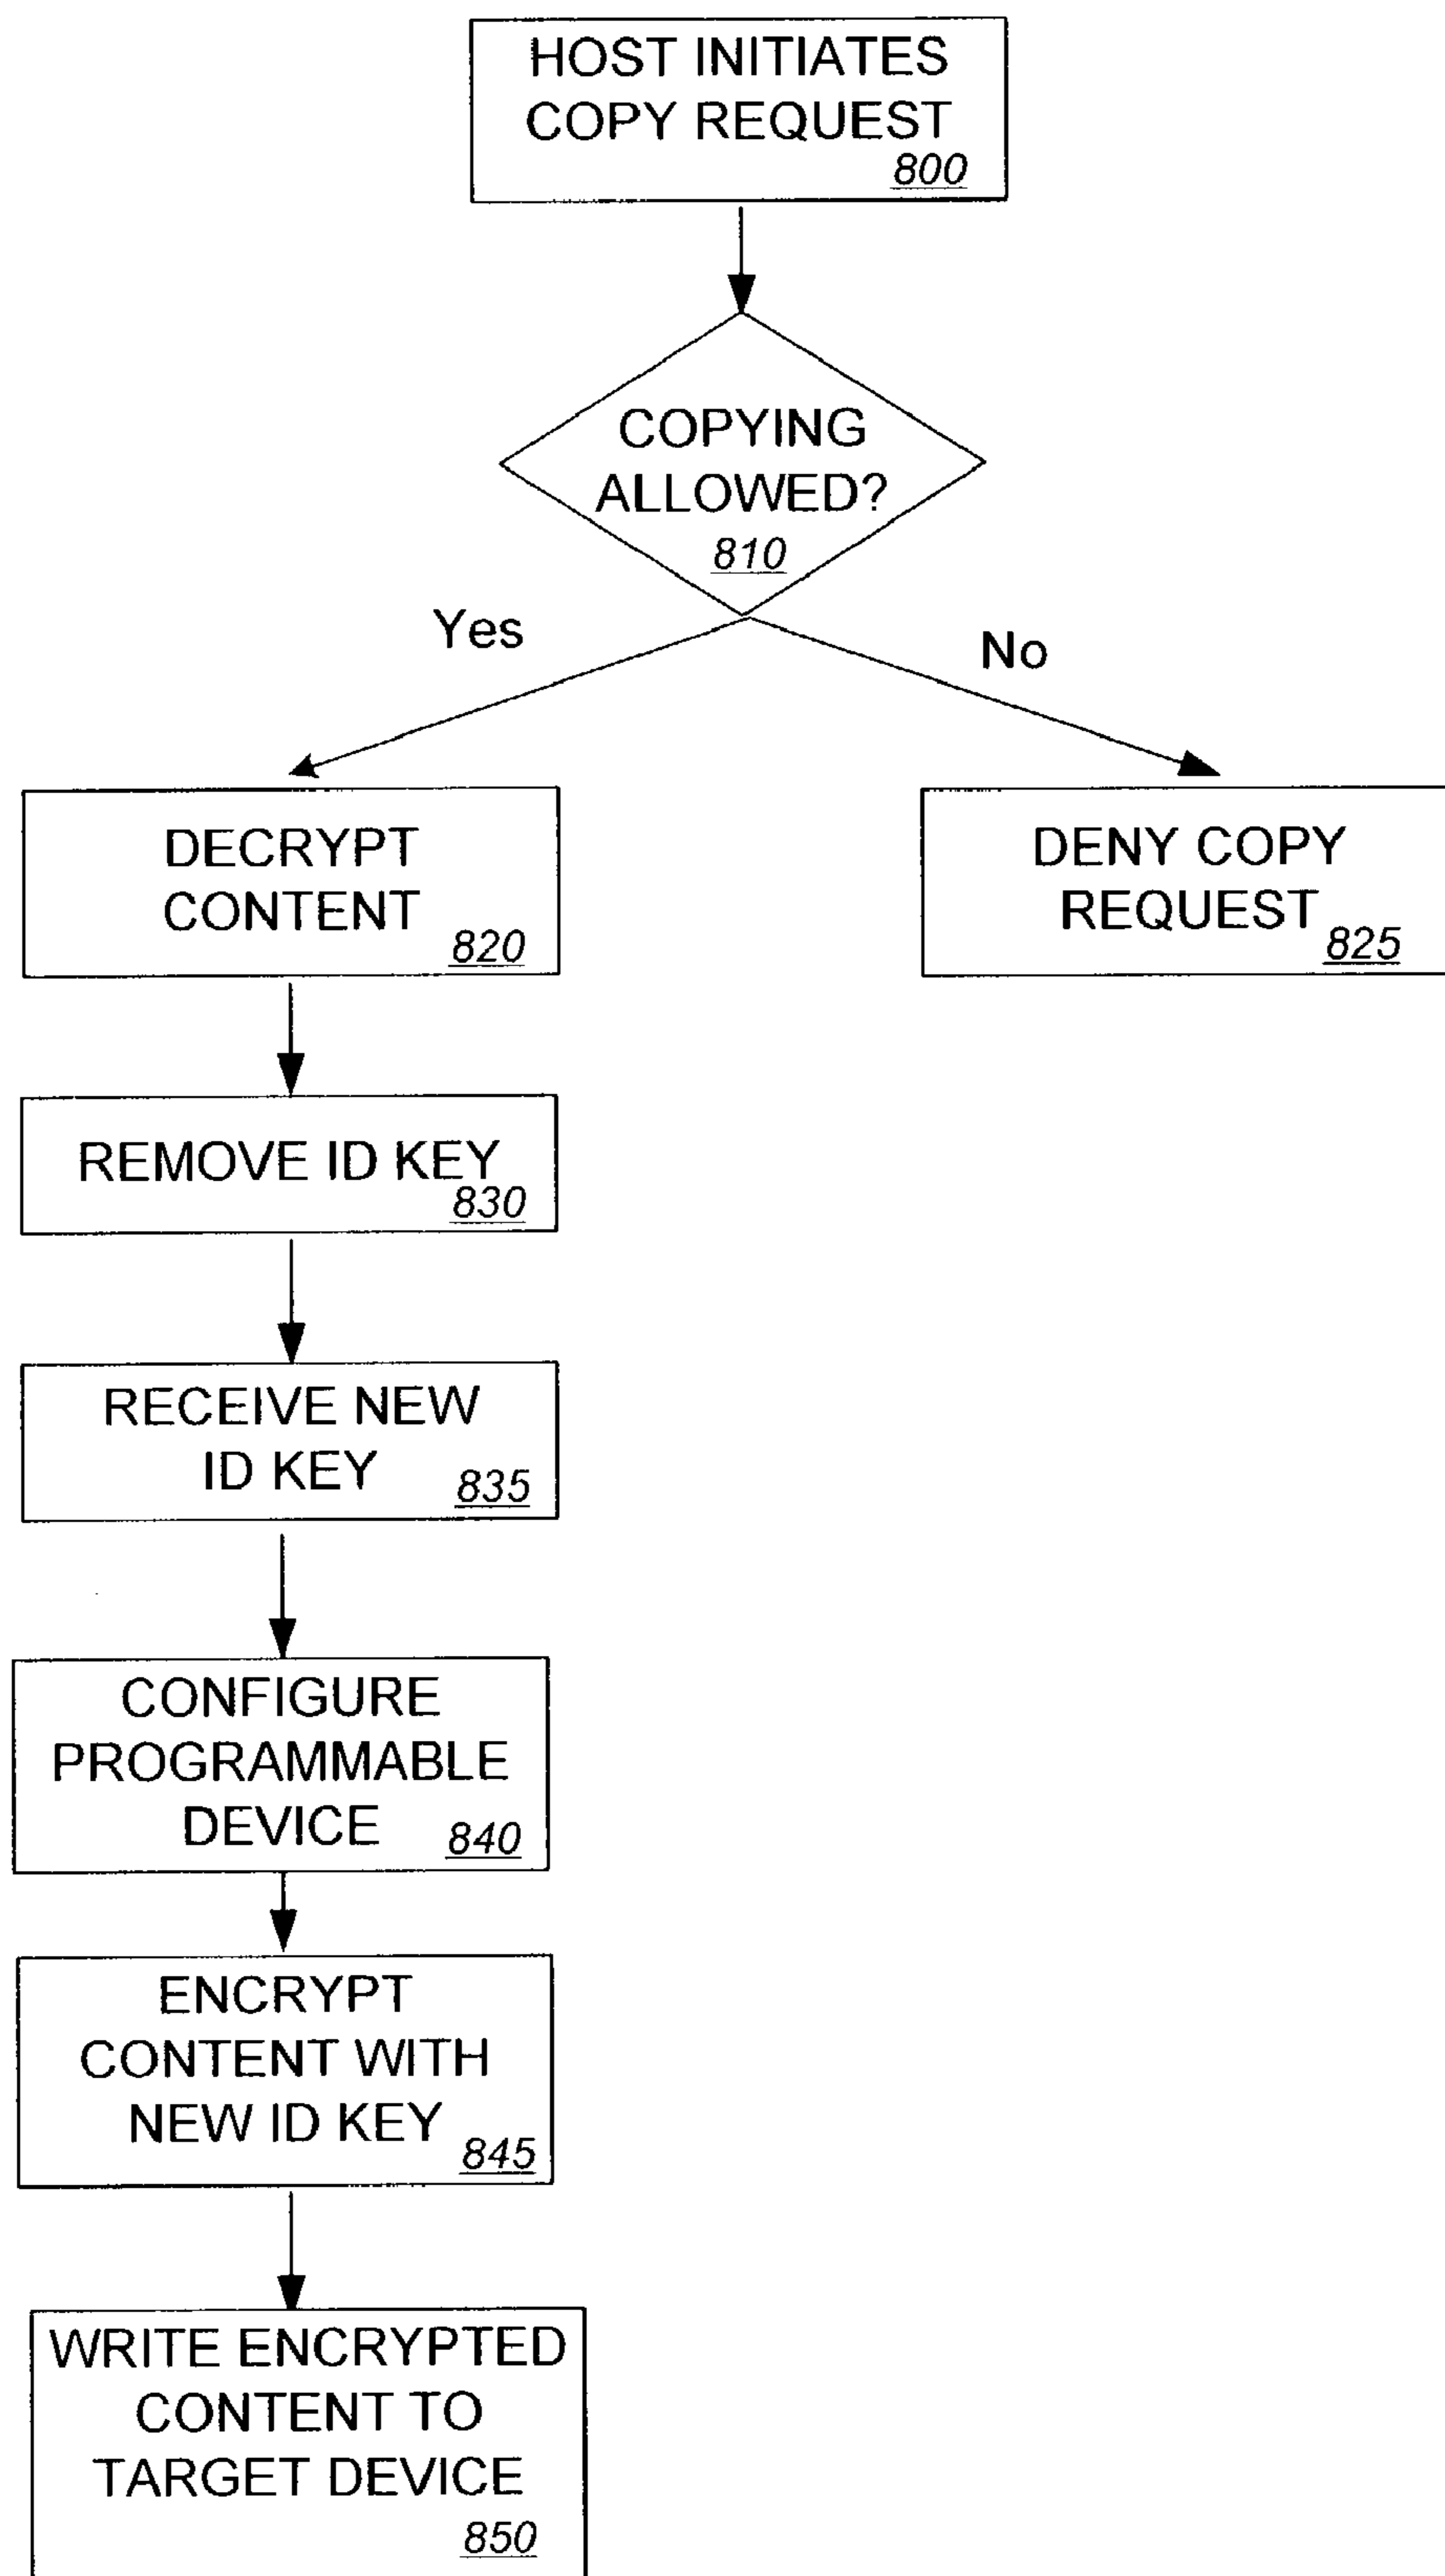 HOST INITIATES
COPY REQUEST
800
COPYING
ALLOWED?
810
Yes
No
DECRYPT
CONTENT
820
DENY COPY
REQUEST
825
REMOVE ID KEY
830
RECEIVE NEW
ID KEY
835
CONFIGURE
PROGRAMMABLE
DEVICE
840
ENCRYPT
CONTENT WITH
NEW ID KEY
845
WRITE ENCRYPTED
CONTENT TO
TARGET DEVICE
850